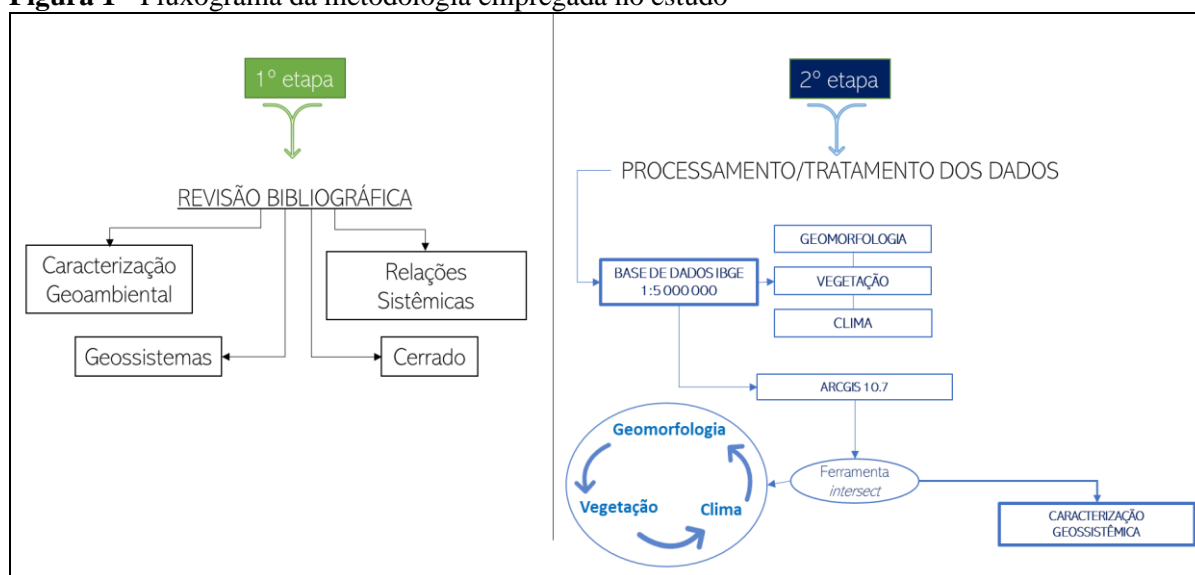 Figura 1 - Fluxograma da metodologia empregada no estudo
1º etapa
REVISÃO BIBLIOGRÁFICA
Caracterização
Geoambiental
Relações
Sistêmicas
Geossistemas
Cerrado
2º etapa
PROCESSAMENTO/TRATAMENTO DOS DADOS
GEOMORFOLOGIA
BASE DE DADOS IBGE
1:5 000 000
VEGETAÇÃO
CLIMA
ARCGIS 10.7
Geomorfologia
Vegetação
Clima
Ferramenta
intersect
CARACTERIZAÇÃO
GEOSSISTÊMICA